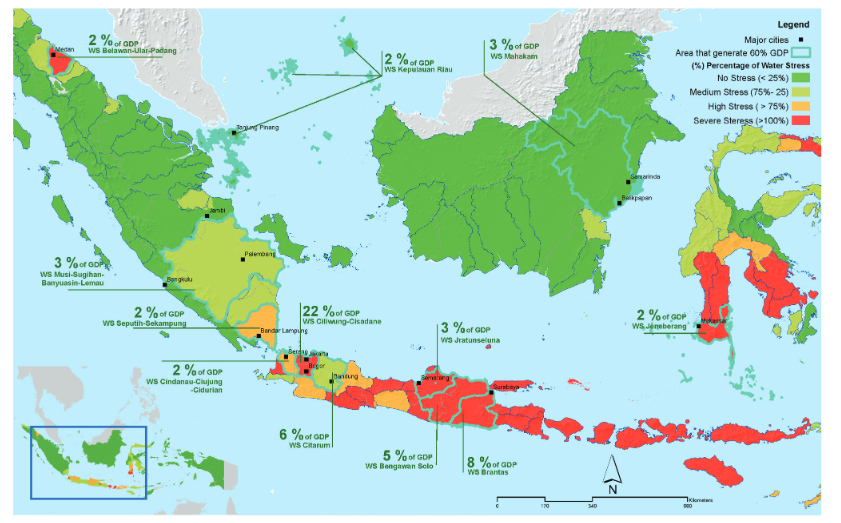 Legend
Major cities
Area that generate 60% GDP
(%) Percentage of Water Stress
No Stress (< 25%)
Medium Stress (75%- 25)
High Stress ( > 75%)
Severe Steress (>100%)
Medan
2 % of GDP
WS Belawan-Ular-Padang
2 % of GDP
WS Kepulauan Riau
3 % of GDP
WS Mahakam
Tanjung Pinang
Samarinda
Balikpapan
Jambi
Palembang
3 % of GDP
WS Musi-Sugihan-
Banyuasin-Lemau
Bengkulu
2 % of GDP
WS Seputih-Sekampung
Bandar Lampung
22 % of GDP
WS Ciliwung-Cisadane
3 % of GDP
WS Jratunseluna
2 % of GDP
WS Jeneberang
Makassar
Serang
Jakarta
Bogor
Bandung
Semarang
Surabaya
2 % of GDP
WS Cindanau-Ciujung
-Cidurian
6 % of GDP
WS Citarum
5 % of GDP
WS Bengawan Solo
8 % of GDP
WS Brantas
N
0 170 340 680
Kilometers